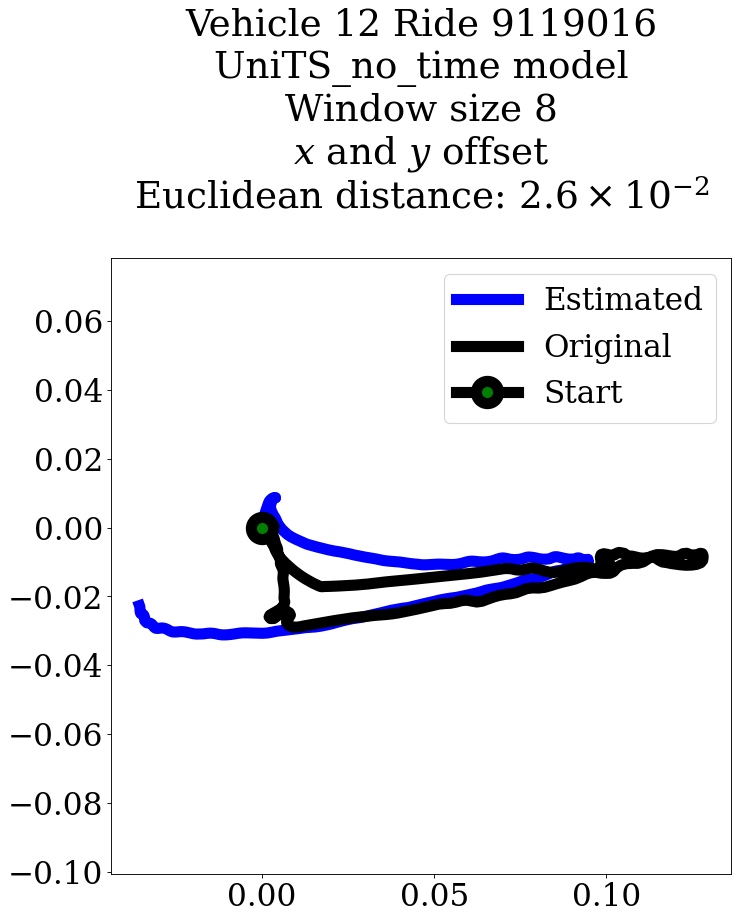 Vehicle 12 Ride 9119016
UniTS_no_time model
Window size 8
x and y offset
Euclidean distance: 2.6 × 10⁻²
Estimated
Original
Start
0.06
0.04
0.02
0.00
−0.02
−0.04
−0.06
−0.08
−0.10
0.00 0.05 0.10